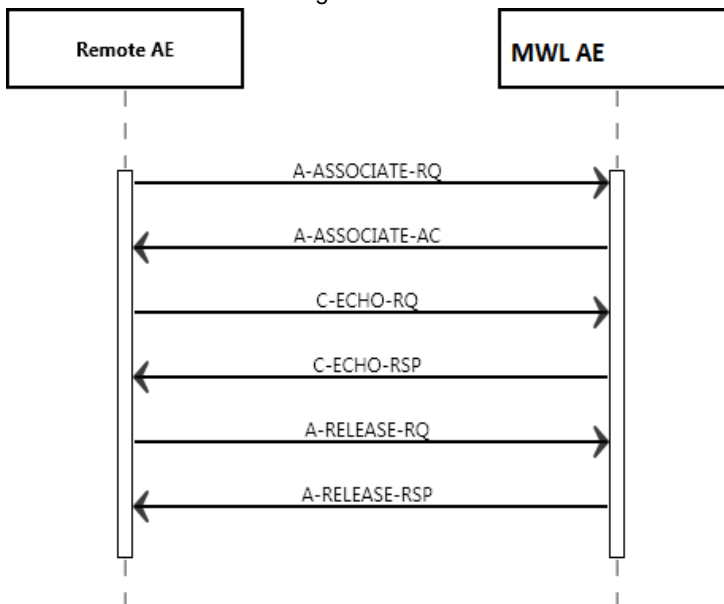 Remote AE
MWL AE
A-ASSOCIATE-RQ
A-ASSOCIATE-AC
C-ECHO-RQ
C-ECHO-RSP
A-RELEASE-RQ
A-RELEASE-RSP